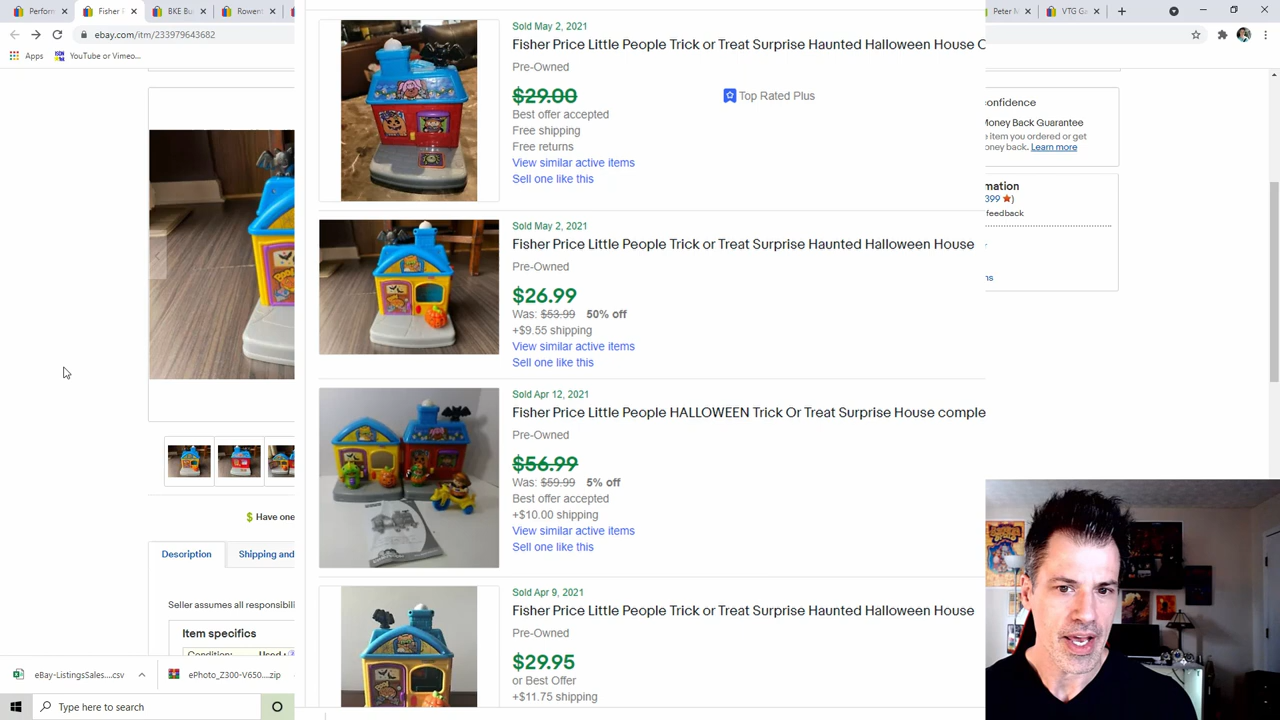 Perform
Fisher F
BKE Bu
Rowent
Peter M
VTG Ga
ebay.com/itm/233979643682
Apps
YouTube or Vimeo...
Sold May 2, 2021
Fisher Price Little People Trick or Treat Surprise Haunted Halloween House C
Pre-Owned
$29.00
Top Rated Plus
Best offer accepted
Free shipping
Free returns
View similar active items
Sell one like this
Sold May 2, 2021
Fisher Price Little People Trick or Treat Surprise Haunted Halloween House
Pre-Owned
$26.99
Was: $53.99 50% off
+$9.55 shipping
View similar active items
Sell one like this
Sold Apr 12, 2021
Fisher Price Little People HALLOWEEN Trick Or Treat Surprise House comple
Pre-Owned
$56.99
Was: $59.99 5% off
Best offer accepted
+$10.00 shipping
View similar active items
Sell one like this
Sold Apr 9, 2021
Fisher Price Little People Trick or Treat Surprise Haunted Halloween House
Pre-Owned
$29.95
or Best Offer
+$11.75 shipping
onfidence
Money Back Guarantee
e item you ordered or get
oney back. Learn more
mation
399 )
feedback
ns
$ Have one
Description
Shipping and
Seller assumes all responsibili
Item specifics
Condition:
Used
eBay-ListingsSales....csv
ePhoto_Z300-V650....zip
Type here to search